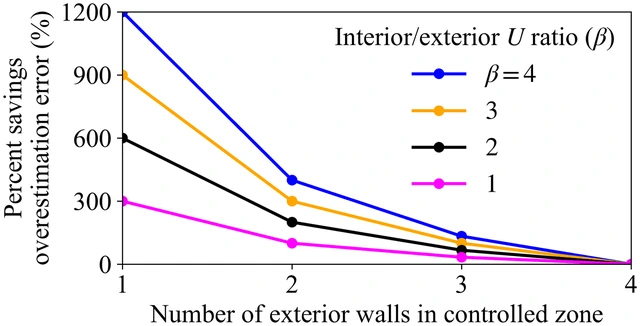 Percent savings
overestimation error (%)
1200
900
600
300
0
Interior/exterior U ratio (β)
β = 4
3
2
1
1 2 3 4
Number of exterior walls in controlled zone